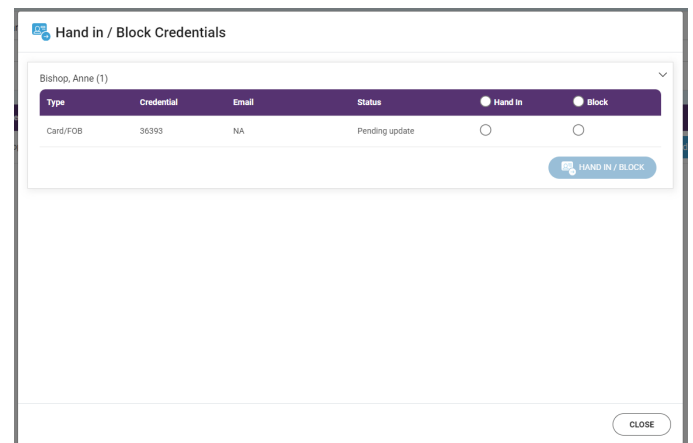 Hand in / Block Credentials
Bishop, Anne (1)
Type Credential Email Status Hand In Block
Card/FOB 36393 NA Pending update
HAND IN / BLOCK
CLOSE